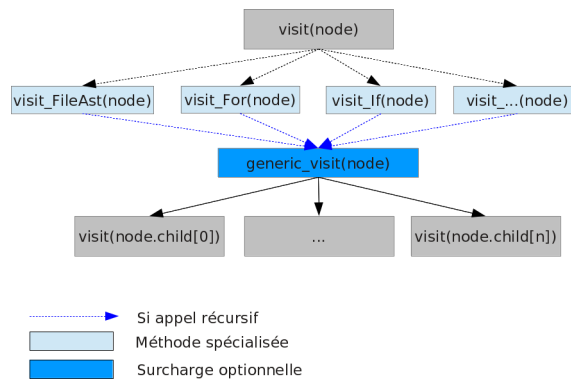 visit(node)
visit_FileAst(node)
visit_For(node)
visit_If(node)
visit_...(node)
generic_visit(node)
visit(node.child[0])
...
visit(node.child[n])
Si appel récursif
Méthode spécialisée
Surcharge optionnelle